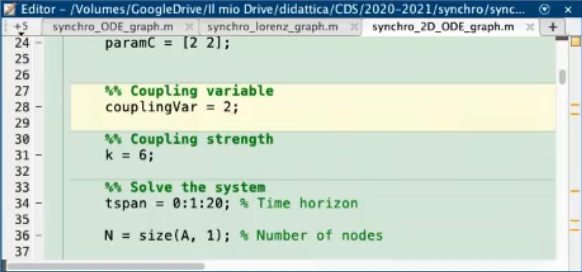 Editor - /Volumes/GoogleDrive/Il mio Drive/didattica/CDS/2020-2021/synchro/sync...
+5 synchro_ODE_graph.m synchro_lorenz_graph.m synchro_2D_ODE_graph.m +
24 - paramC = [2 2];
25
26
27 %% Coupling variable
28 - couplingVar = 2;
29
30 %% Coupling strength
31 - k = 6;
32
33 %% Solve the system
34 - tspan = 0:1:20; % Time horizon
35
36 - N = size(A, 1); % Number of nodes
37